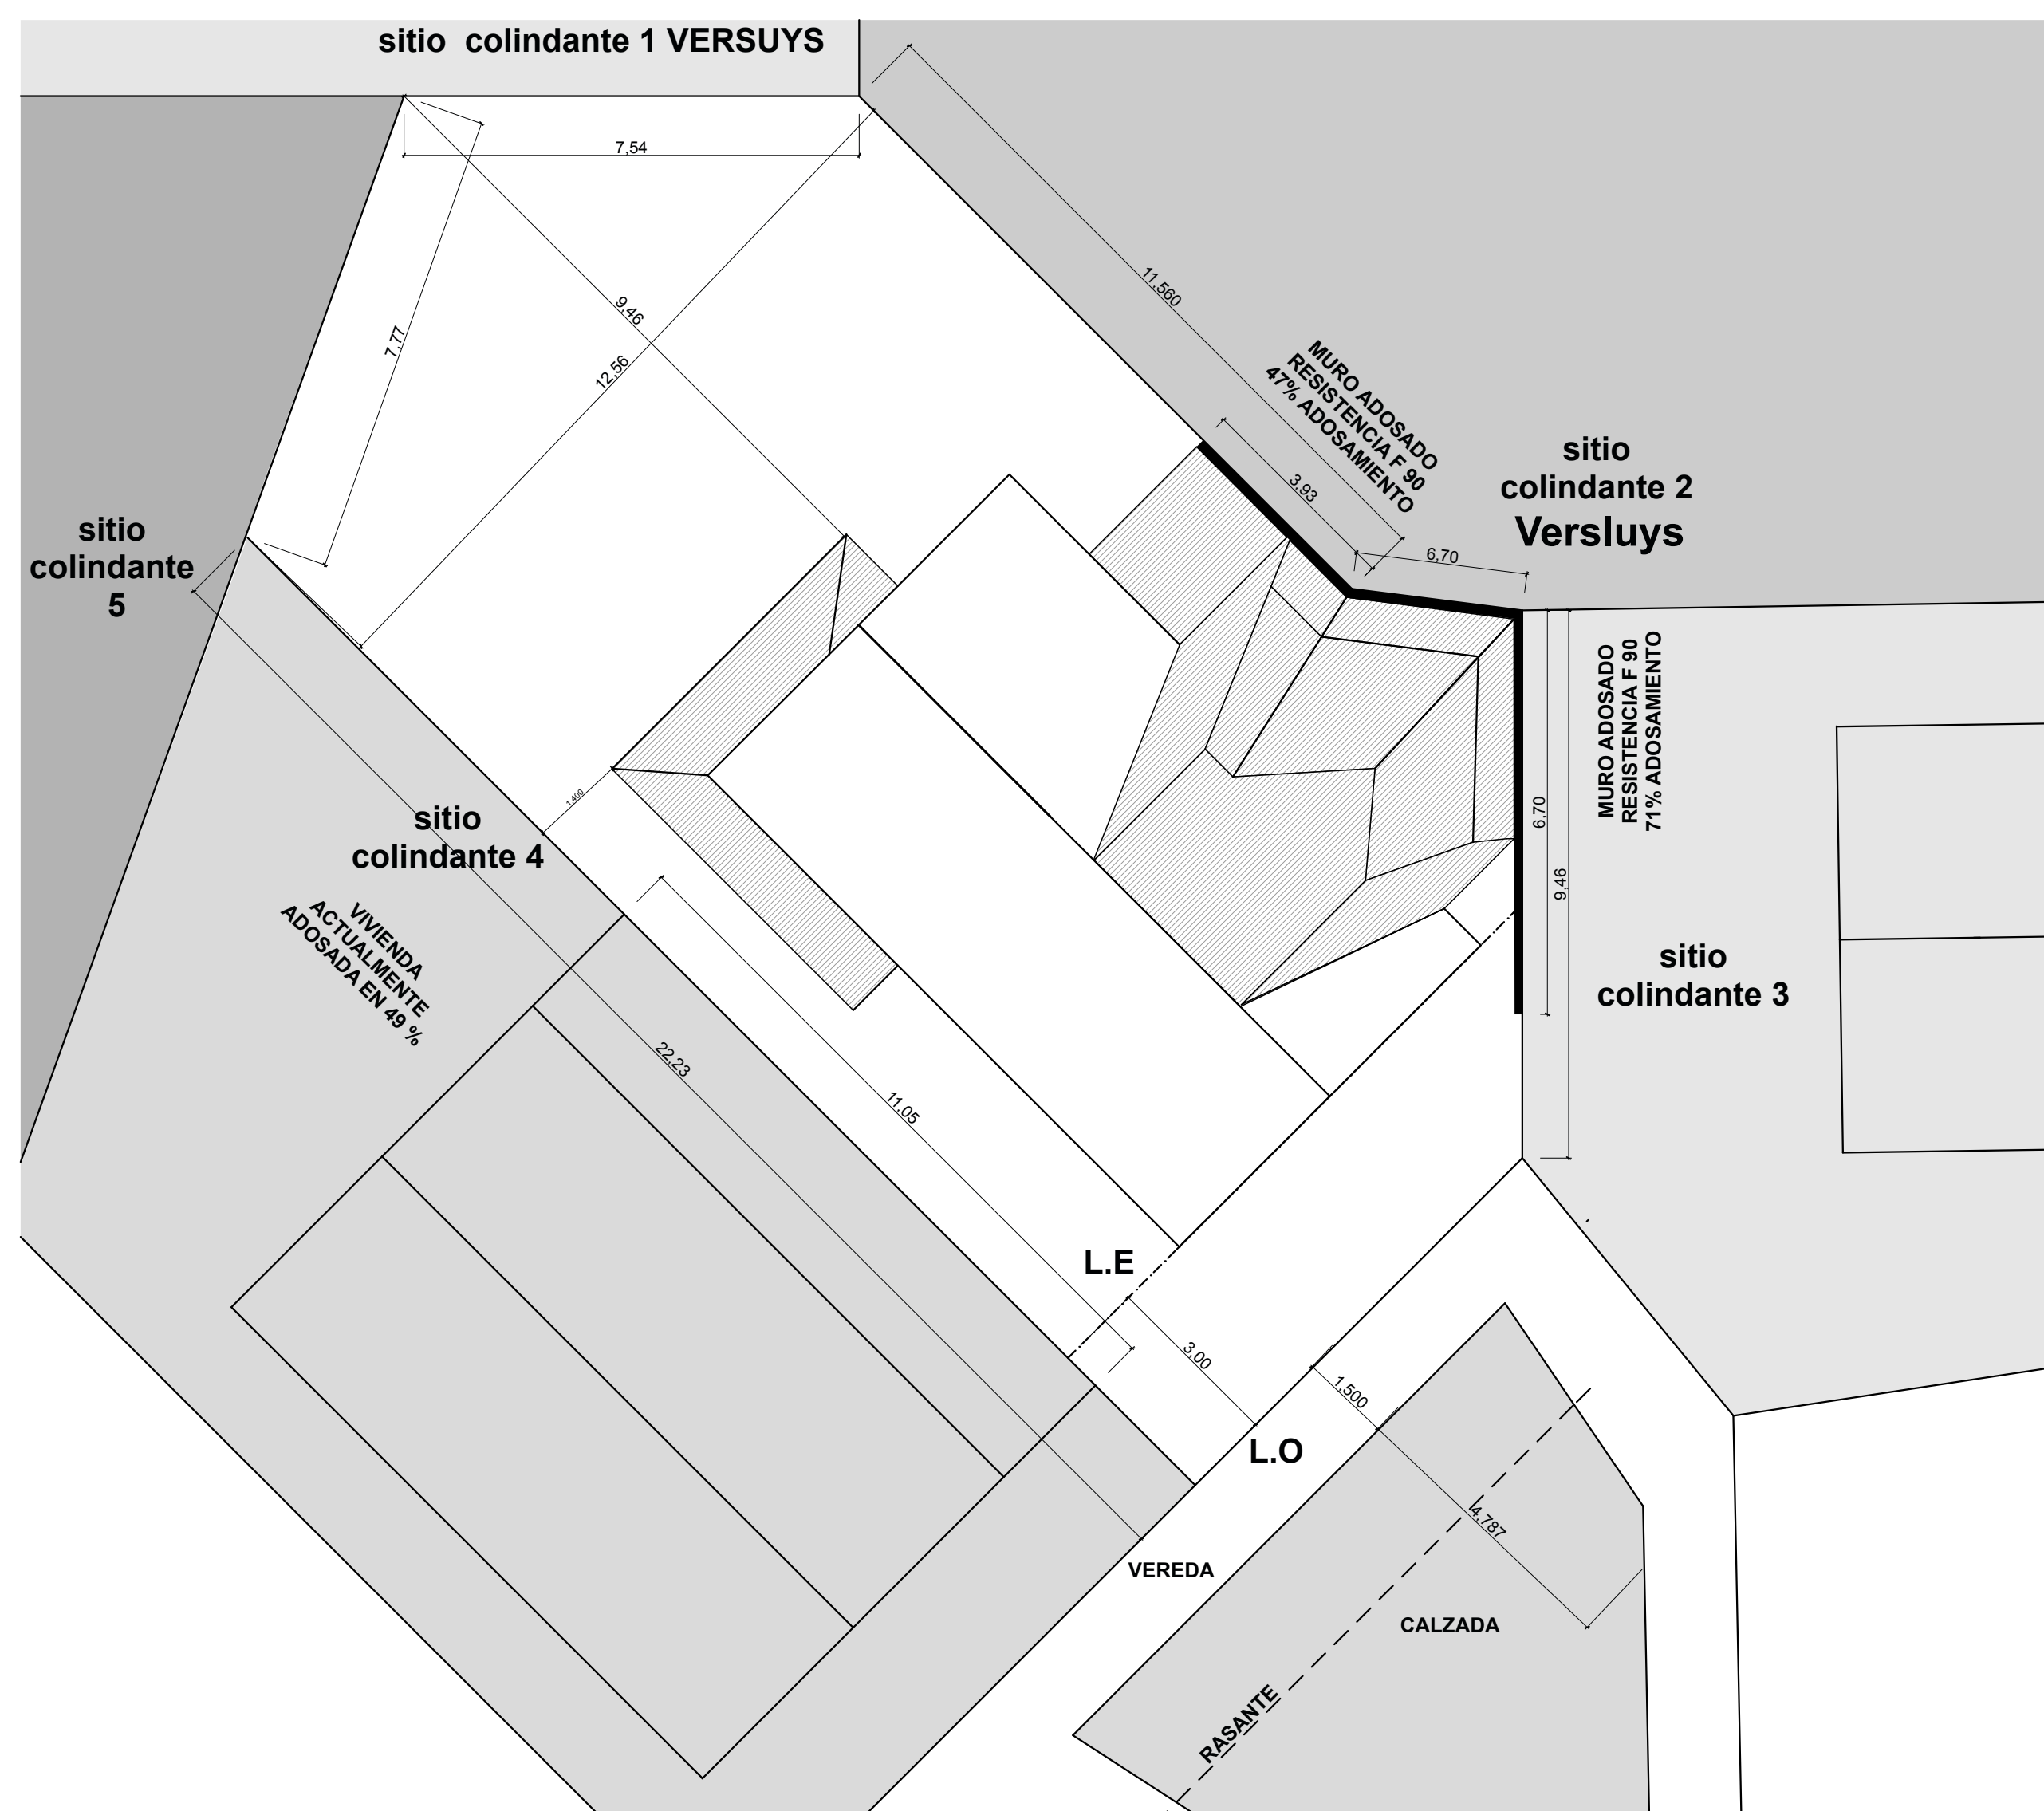 sitio colindante 1 VERSUYS
7,54
11,560
9,46
7,77
12,56
MURO ADOSADO
RESISTENCIA F 90
47% ADOSAMIENTO
3,93
sitio
colindante 2
Versluys
6,70
sitio
colindante
5
MURO ADOSADO
RESISTENCIA F 90
71% ADOSAMIENTO
6,70
9,46
1,400
sitio
colindante 4
VIVIENDA
ACTUALMENTE
ADOSADA EN 49 %
sitio
colindante 3
22,23
11,05
L.E
3,00
1,500
L.O
4,787
VEREDA
CALZADA
RASANTE